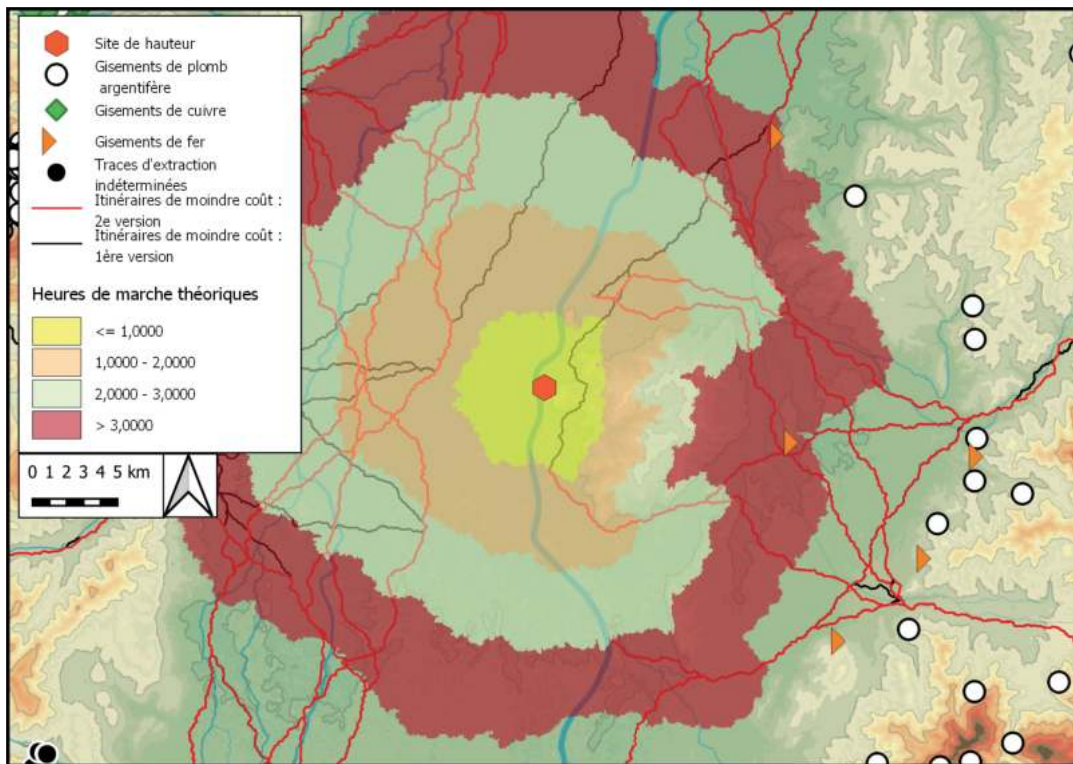 Site de hauteur
Gisements de plomb
argentifère
Gisements de cuivre
Gisements de fer
Traces d'extraction
indéterminées
Itinéraires de moindre coût :
2e version
Itinéraires de moindre coût :
1ère version
Heures de marche théoriques
<= 1,0000
1,0000 - 2,0000
2,0000 - 3,0000
> 3,0000
0 1 2 3 4 5 km